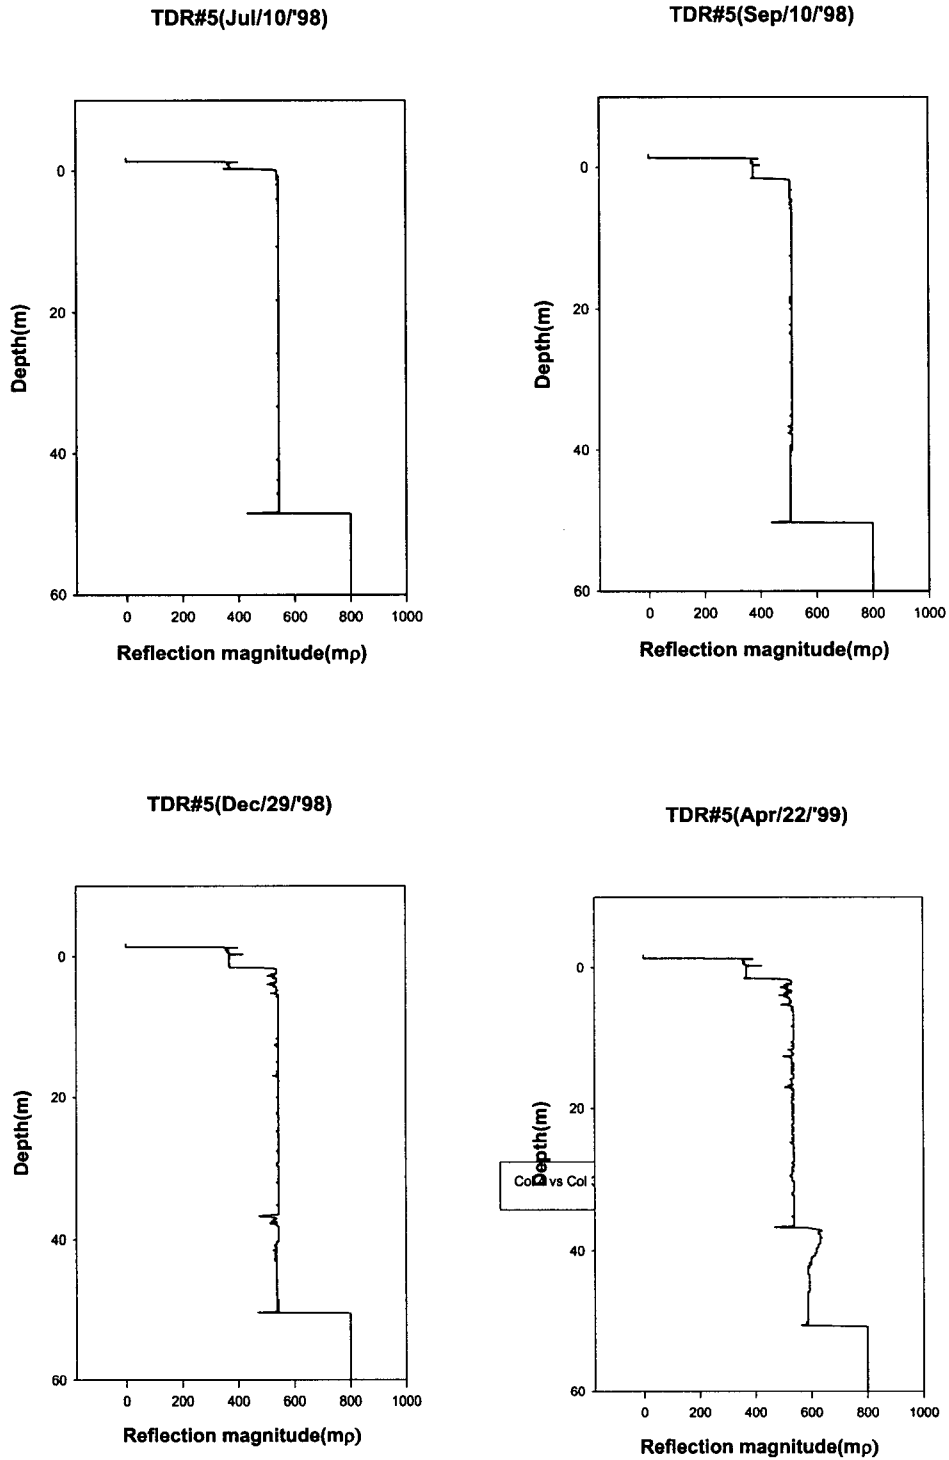 TDR#5(Jul/10/'98)
TDR#5(Sep/10/'98)
0
20
40
60
Depth(m)
0 200 400 600 800 1000
Reflection magnitude(mρ)
0
20
40
60
Depth(m)
0 200 400 600 800 1000
Reflection magnitude(mρ)
TDR#5(Dec/29/'98)
TDR#5(Apr/22/'99)
0
20
40
60
Depth(m)
0 200 400 600 800 1000
Reflection magnitude(mρ)
0
20
40
60
Depth(m)
Col vs Col
0 200 400 600 800 1000
Reflection magnitude(mρ)